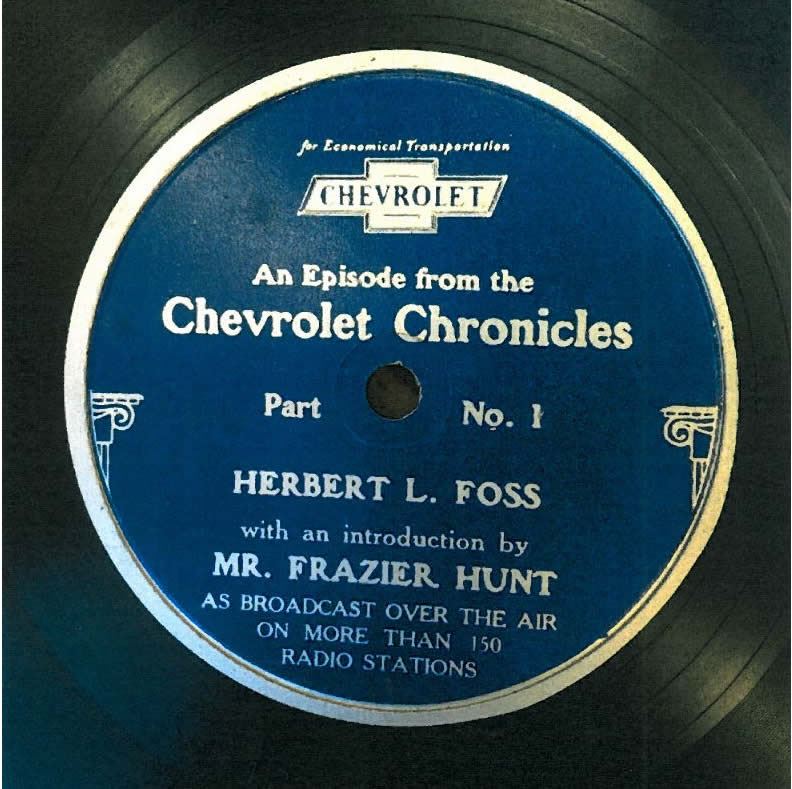 for Economical Transportation
CHEVROLET
An Episode from the
Chevrolet Chronicles
Part No. 1
HERBERT L. FOSS
with an introduction by
MR. FRAZIER HUNT
AS BROADCAST OVER THE AIR
ON MORE THAN 150
RADIO STATIONS